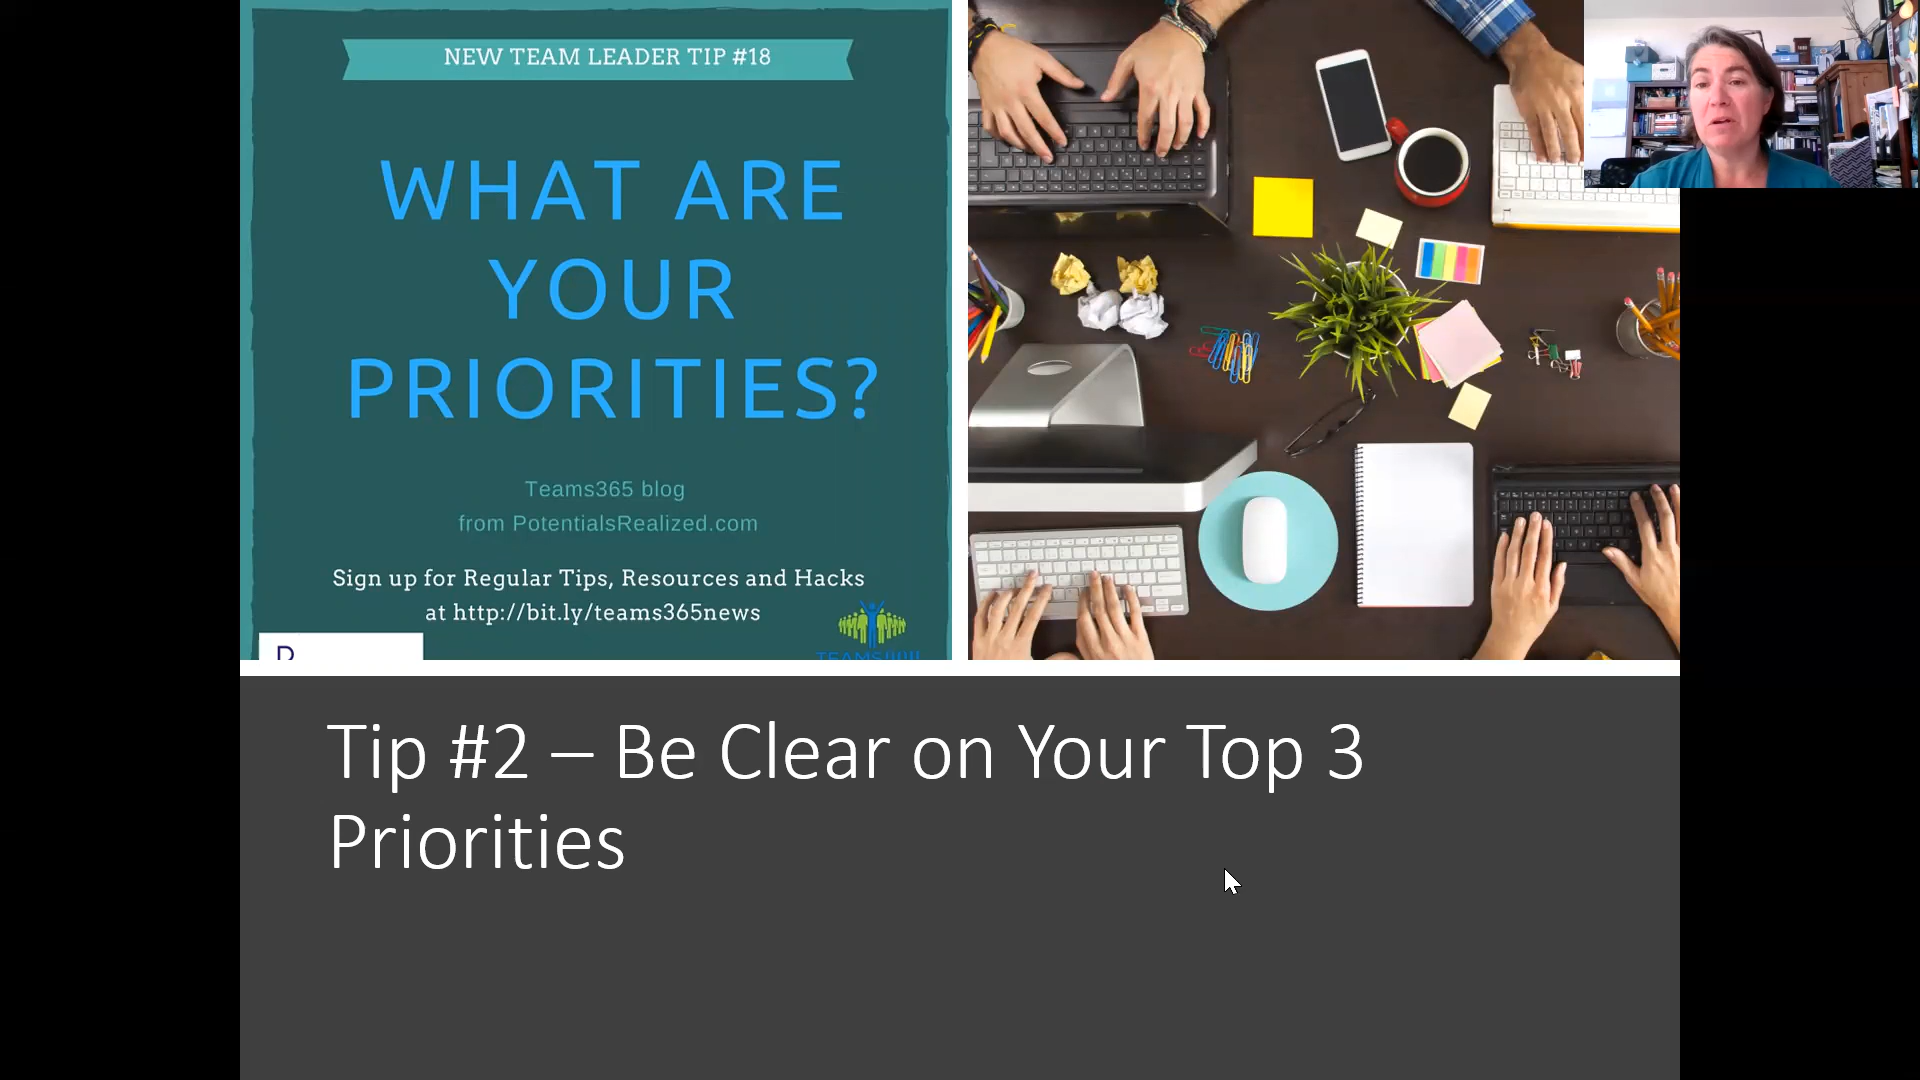 NEW TEAM LEADER TIP #18
WHAT ARE
YOUR
PRIORITIES?
Teams365 blog
from PotentialsRealized.com
Sign up for Regular Tips, Resources and Hacks
at http://bit.ly/teams365news
Tip #2 – Be Clear on Your Top 3
Priorities